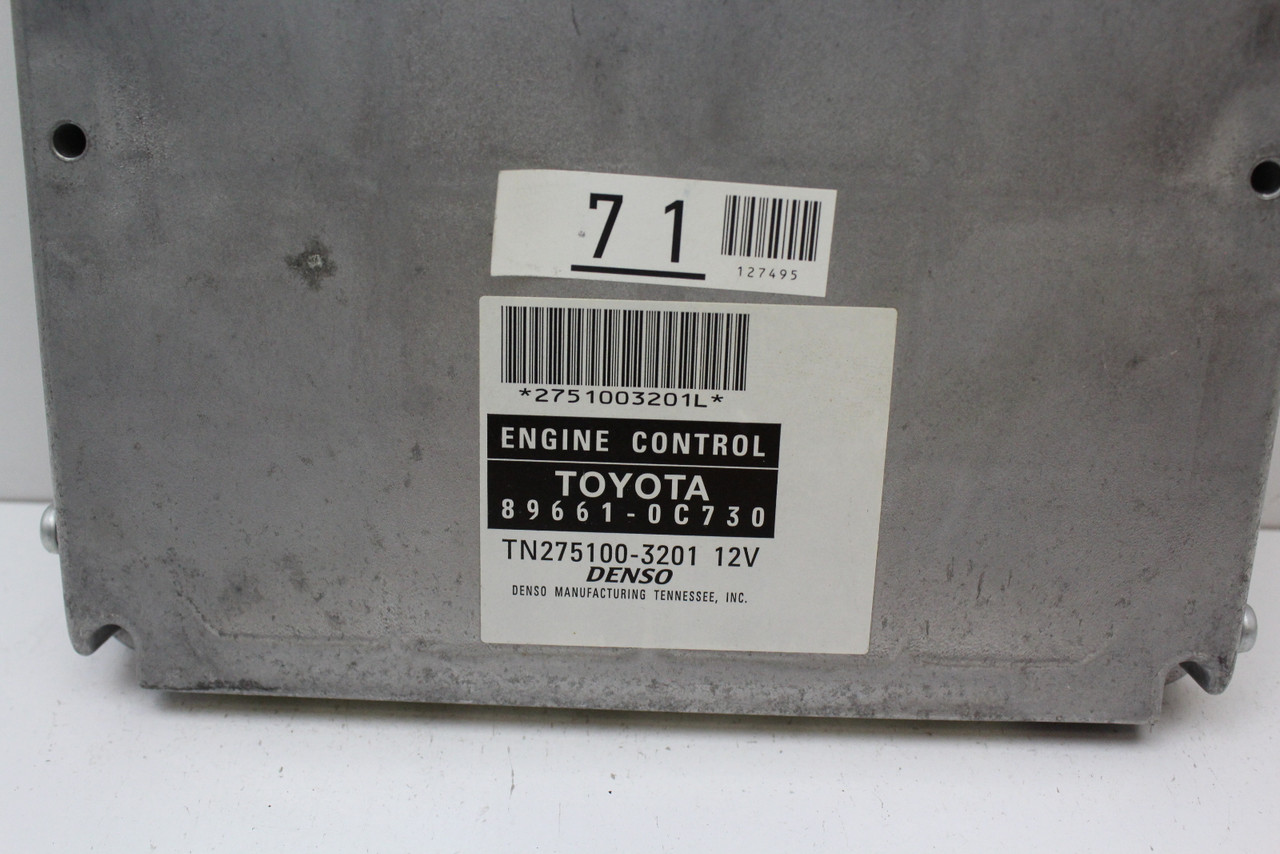 71
127495
*2751003201L*
ENGINE CONTROL
TOYOTA
89661-0C730
TN275100-3201 12V
DENSO
DENSO MANUFACTURING TENNESSEE, INC.